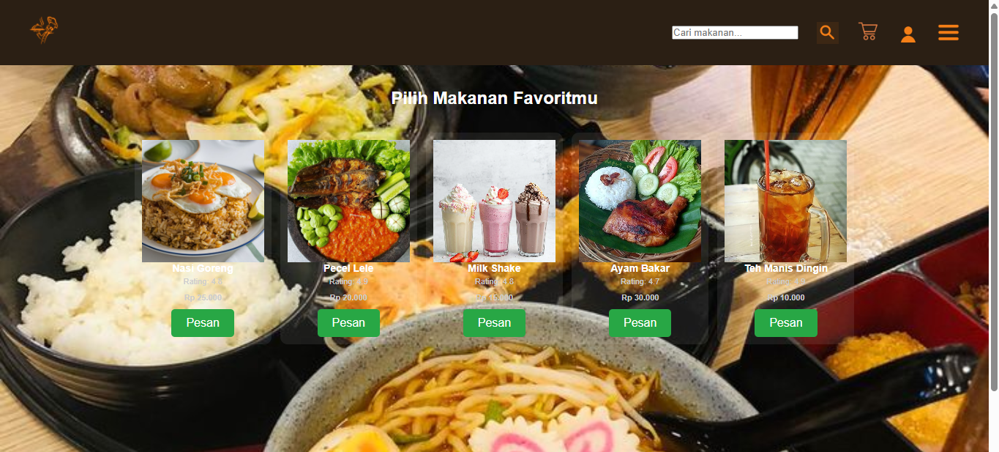 Cari makanan...
Pilih Makanan Favoritmu
Nasi Goreng
Rating: 4.8
Rp 25.000
Pesan
Pecel Lele
Rating: 4.9
Rp 20.000
Pesan
Milk Shake
Rating: 4.8
Rp 15.000
Pesan
Ayam Bakar
Rating: 4.7
Rp 30.000
Pesan
Teh Manis Dingin
Rating: 4.9
Rp 10.000
Pesan